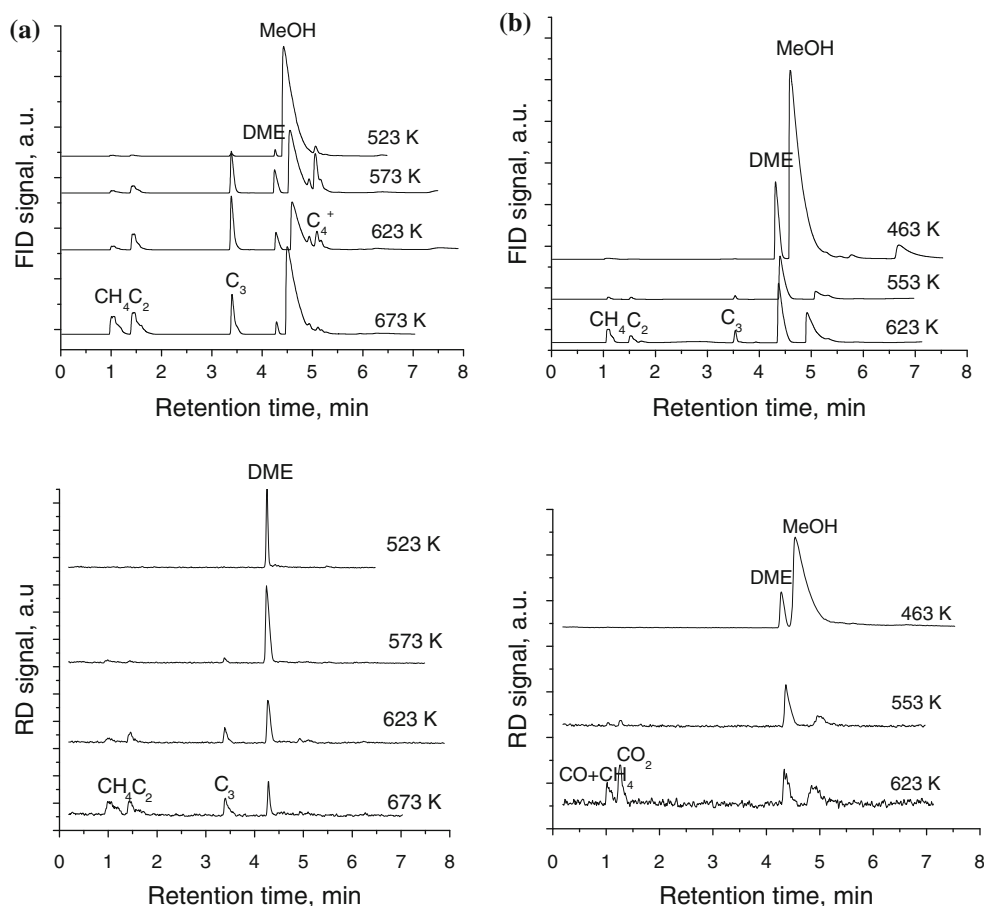 (a)
MeOH
DME
523 K
573 K
C4+
623 K
CH4 C2
C3
673 K
FID signal, a.u.
0 1 2 3 4 5 6 7 8
Retention time, min
(b)
MeOH
DME
463 K
553 K
CH4 C2
C3
623 K
FID signal, a.u.
0 1 2 3 4 5 6 7 8
Retention time, min
DME
523 K
573 K
623 K
CH4 C2
C3
673 K
RD signal, a.u
0 1 2 3 4 5 6 7 8
Retention time, min
MeOH
DME
463 K
553 K
CO2
CO+CH4
623 K
RD signal, a.u.
0 1 2 3 4 5 6 7 8
Retention time, min